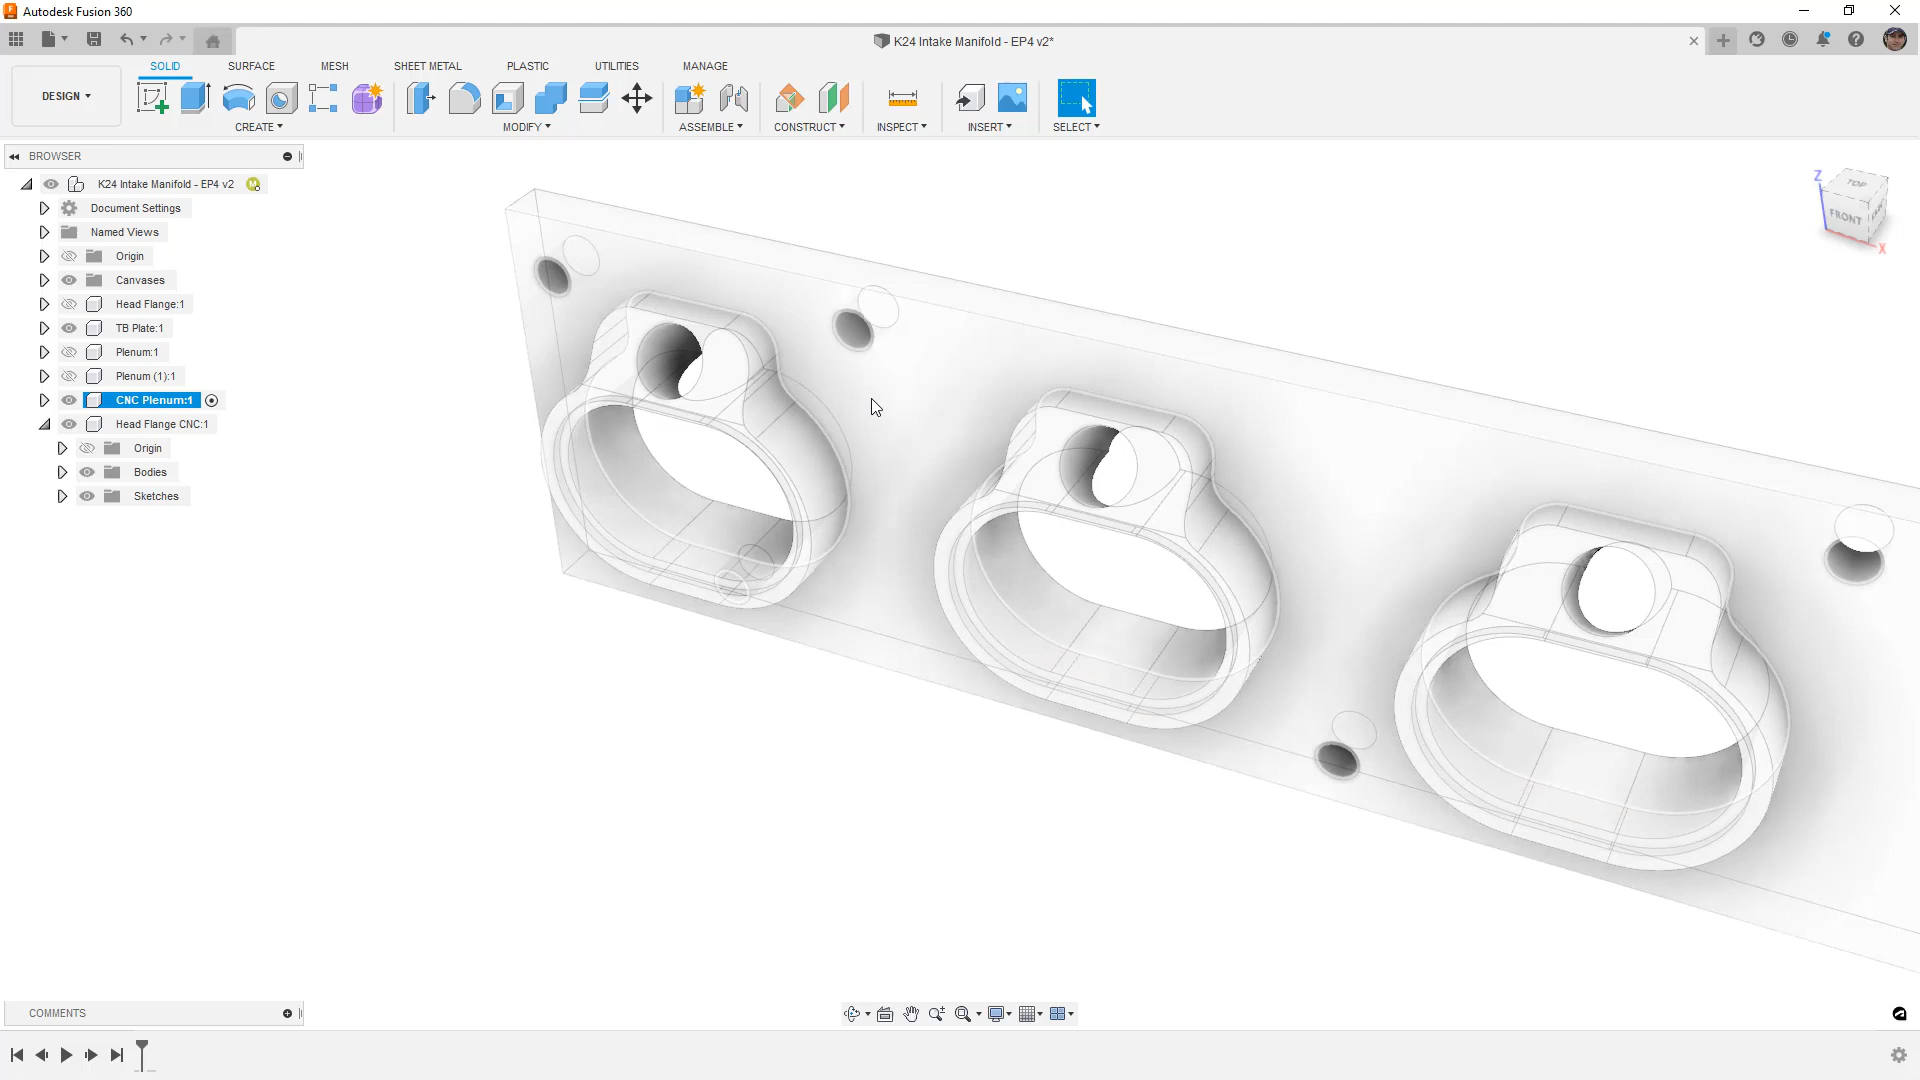 Autodesk Fusion 360
K24 Intake Manifold - EP4 v2*
DESIGN
SOLID
SURFACE
MESH
SHEET METAL
PLASTIC
UTILITIES
MANAGE
CREATE
MODIFY
ASSEMBLE
CONSTRUCT
INSPECT
INSERT
SELECT
BROWSER
K24 Intake Manifold - EP4 v2
M
Document Settings
Named Views
Origin
Canvases
Head Flange:1
TB Plate:1
Plenum:1
Plenum (1):1
CNC Plenum:1
Head Flange CNC:1
Origin
Bodies
Sketches
Z
TOP
FRONT
X
COMMENTS